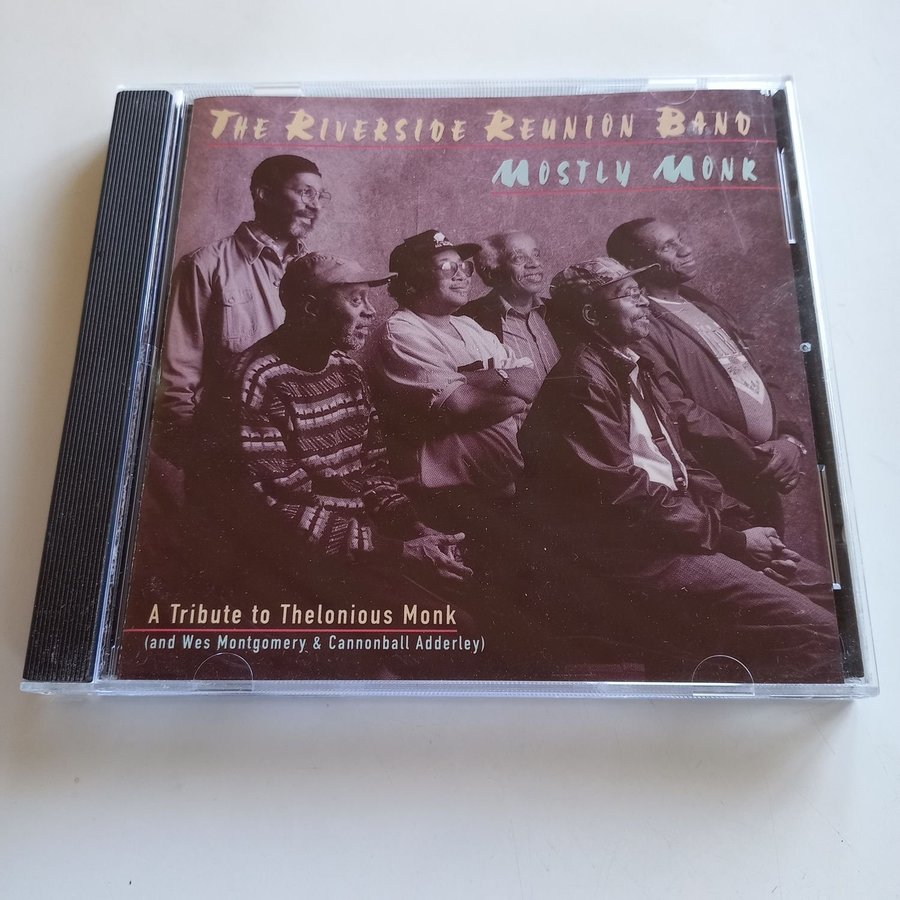 The Riverside Reunion Band
Mostly Monk
A Tribute to Thelonious Monk
(and Wes Montgomery & Cannonball Adderley)